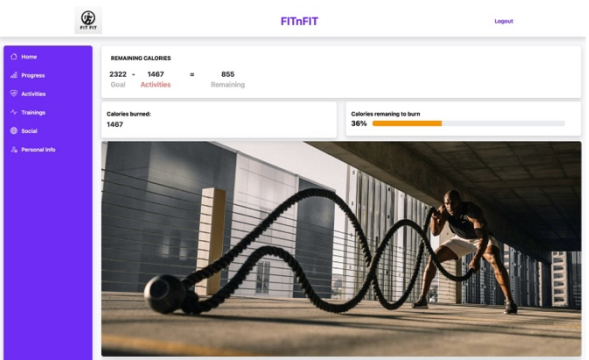 FIT FIT
FITnFIT
Logout
Home
Progress
Activities
Trainings
Social
Personal Info
REMAINING CALORIES
2322 - 1467 = 855
Goal Activities Remaining
Calories burned:
1467
Calories remaning to burn
36%